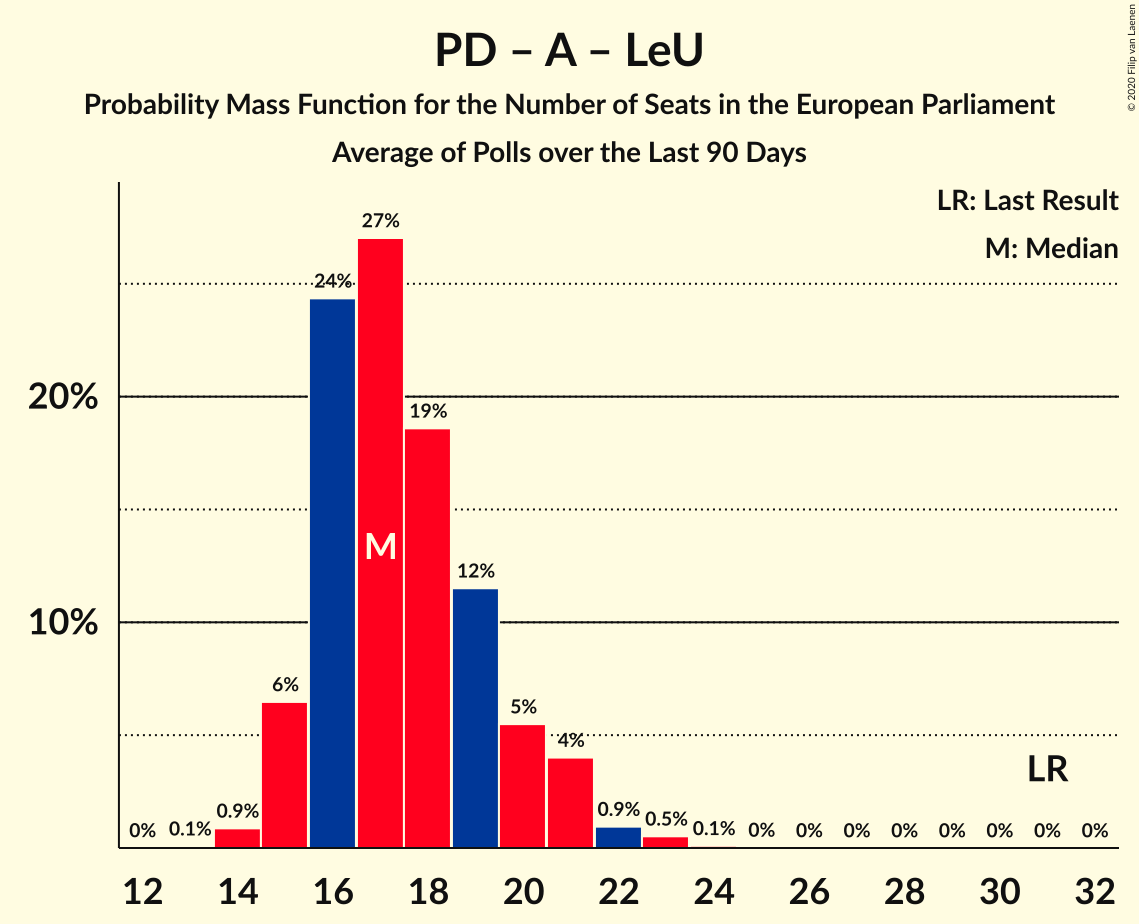 PD – A – LeU
Probability Mass Function for the Number of Seats in the European Parliament
Average of Polls over the Last 90 Days
© 2020 Filip van Laenen
LR: Last Result
M: Median
27%
24%
20%
19%
M
12%
10%
6%
5%
4%
LR
0% 0.1% 0.9% 0.9% 0.5% 0.1% 0% 0% 0% 0% 0% 0% 0% 0%
12 14 16 18 20 22 24 26 28 30 32